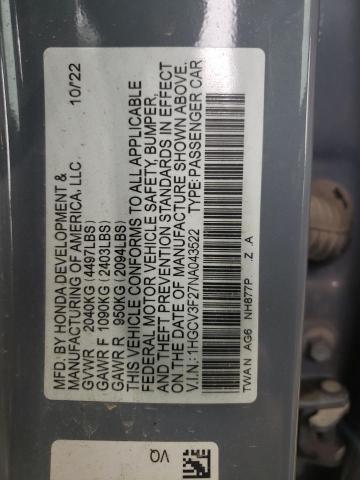 MFD. BY HONDA DEVELOPMENT & 10/22
MANUFACTURING OF AMERICA, LLC.
GVWR 2040KG (4497LBS)
GAWR F 1090KG (2403LBS)
GAWR R 950KG (2094LBS)
THIS VEHICLE CONFORMS TO ALL APPLICABLE
FEDERAL MOTOR VEHICLE SAFETY, BUMPER,
AND THEFT PREVENTION STANDARDS IN EFFECT
ON THE DATE OF MANUFACTURE SHOWN ABOVE.
V.I.N.: 1HGCV3F27NA043522 TYPE: PASSENGER CAR
TWAN AG6 NH877P Z A
VQ